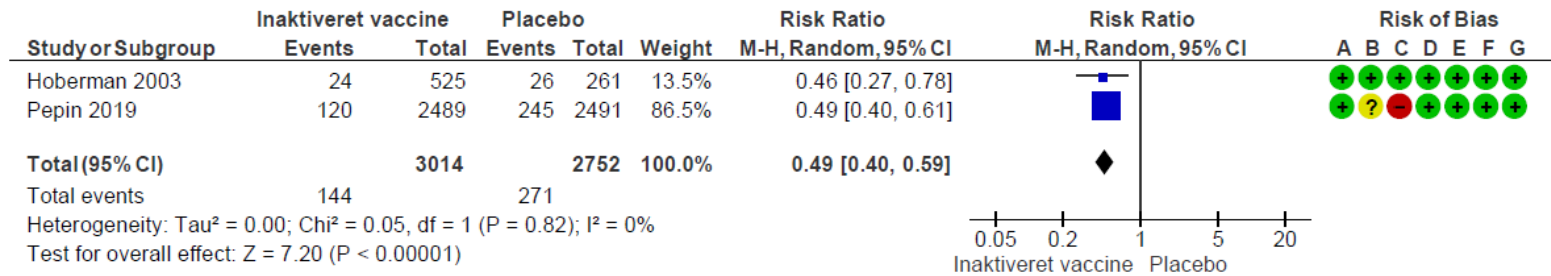 Inaktiveret vaccine Placebo Risk Ratio Risk Ratio Risk of Bias
Study or Subgroup Events Total Events Total Weight M-H, Random, 95% CI M-H, Random, 95% CI A B C D E F G
Hoberman 2003 24 525 26 261 13.5% 0.46 [0.27, 0.78] + + + + + + +
Pepin 2019 120 2489 245 2491 86.5% 0.49 [0.40, 0.61] + ? – + + + +
Total (95% CI) 3014 2752 100.0% 0.49 [0.40, 0.59]
Total events 144 271
Heterogeneity: Tau² = 0.00; Chi² = 0.05, df = 1 (P = 0.82); I² = 0%
Test for overall effect: Z = 7.20 (P < 0.00001)
0.05 0.2 1 5 20
Inaktiveret vaccine Placebo